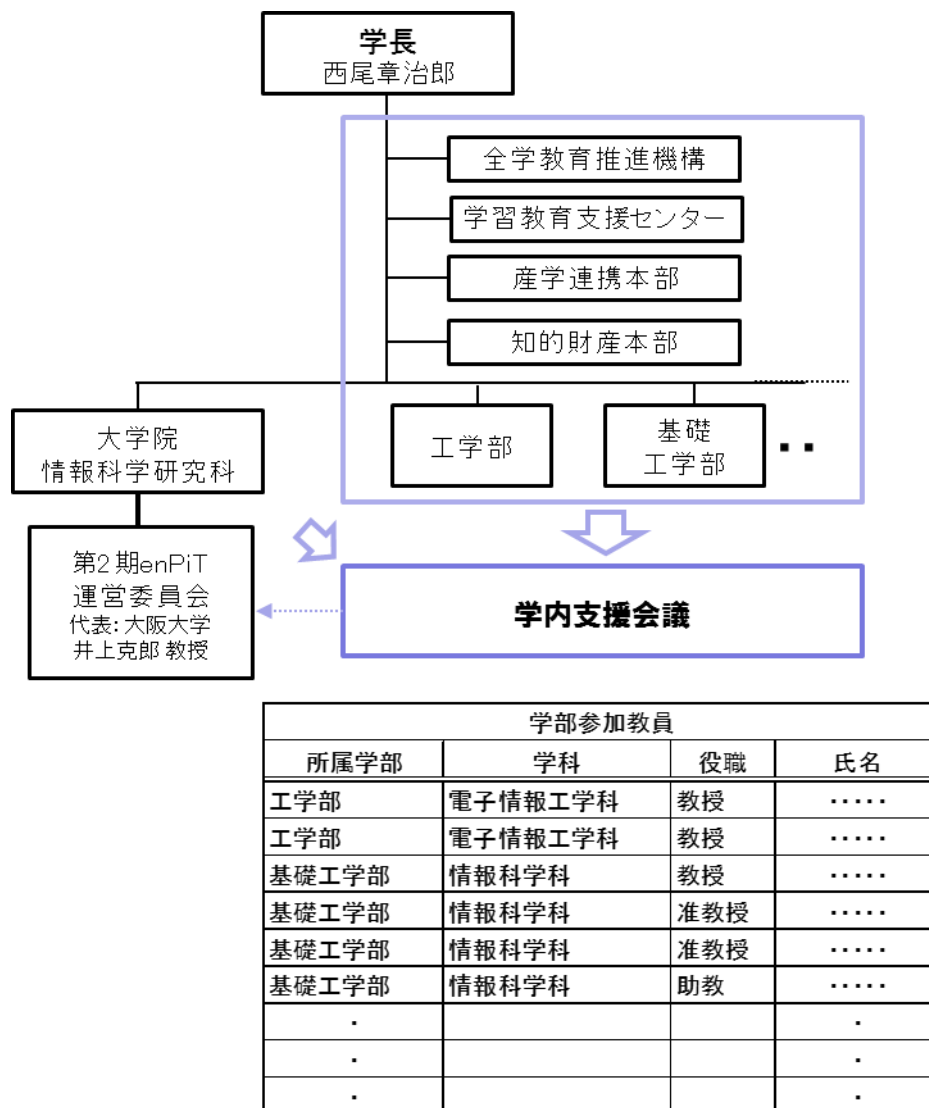 学長
西尾章治郎
全学教育推進機構
学習教育支援センター
産学連携本部
知的財産本部
大学院
情報科学研究科
工学部
基礎
工学部
▪▪
第2期enPiT
運営委員会
代表:大阪大学
井上克郎 教授
学内支援会議
学部参加教員
所属学部 学科 役職 氏名
工学部 電子情報工学科 教授 ・・・・・
工学部 電子情報工学科 教授 ・・・・・
基礎工学部 情報科学科 教授 ・・・・・
基礎工学部 情報科学科 准教授 ・・・・・
基礎工学部 情報科学科 准教授 ・・・・・
基礎工学部 情報科学科 助教 ・・・・・
・ ・
・ ・
・ ・